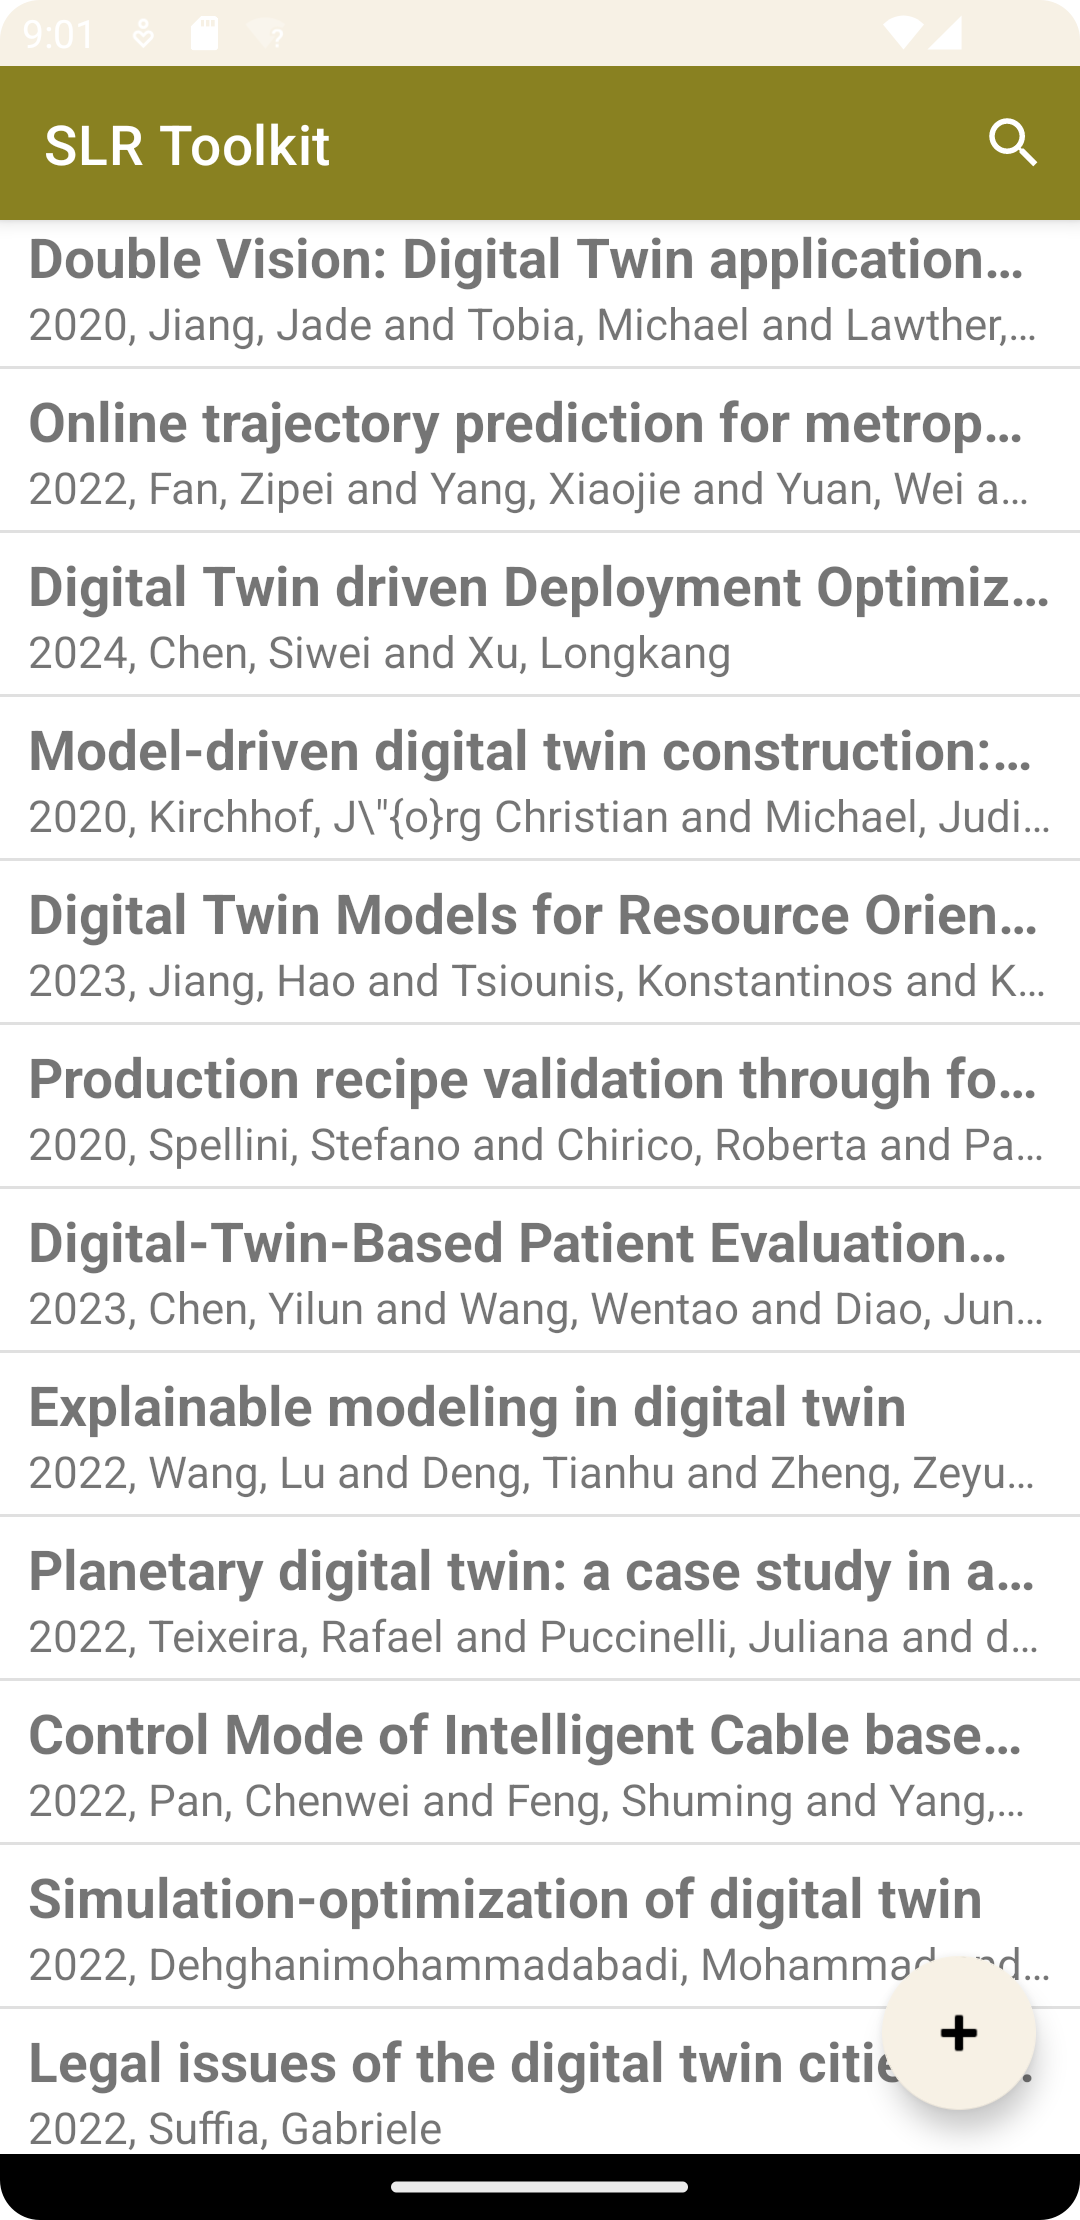 9:01
SLR Toolkit
Double Vision: Digital Twin application...
2020, Jiang, Jade and Tobia, Michael and Lawther,...
Online trajectory prediction for metrop...
2022, Fan, Zipei and Yang, Xiaojie and Yuan, Wei a...
Digital Twin driven Deployment Optimiz...
2024, Chen, Siwei and Xu, Longkang
Model-driven digital twin construction:...
2020, Kirchhof, J\"{o}rg Christian and Michael, Judi...
Digital Twin Models for Resource Orien...
2023, Jiang, Hao and Tsiounis, Konstantinos and K...
Production recipe validation through fo...
2020, Spellini, Stefano and Chirico, Roberta and Pa...
Digital-Twin-Based Patient Evaluation...
2023, Chen, Yilun and Wang, Wentao and Diao, Jun...
Explainable modeling in digital twin
2022, Wang, Lu and Deng, Tianhu and Zheng, Zeyu...
Planetary digital twin: a case study in a...
2022, Teixeira, Rafael and Puccinelli, Juliana and d...
Control Mode of Intelligent Cable base...
2022, Pan, Chenwei and Feng, Shuming and Yang,...
Simulation-optimization of digital twin
2022, Dehghanimohammadabadi, Mohammad and...
Legal issues of the digital twin citie
2022, Suffia, Gabriele